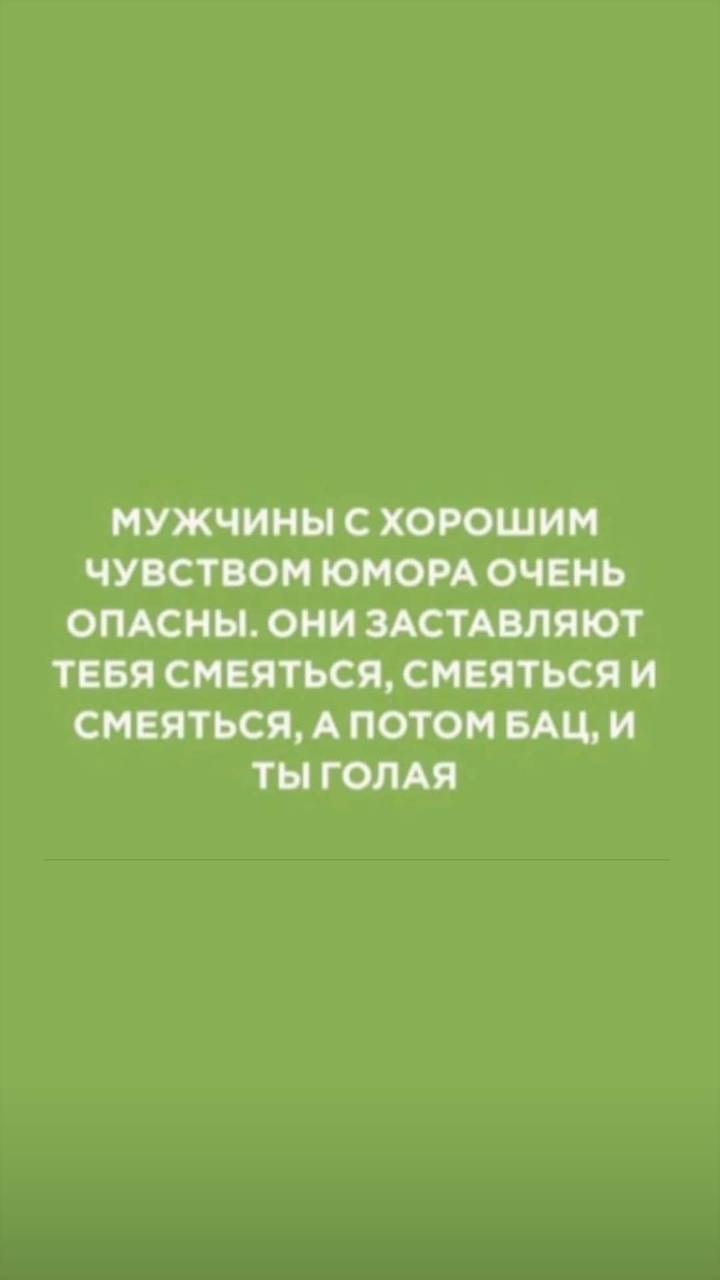 МУЖЧИНЫ С ХОРОШИМ
ЧУВСТВОМ ЮМОРА ОЧЕНЬ
ОПАСНЫ. ОНИ ЗАСТАВЛЯЮТ
ТЕБЯ СМЕЯТЬСЯ, СМЕЯТЬСЯ И
СМЕЯТЬСЯ, А ПОТОМ БАЦ, И
ТЫ ГОЛАЯ